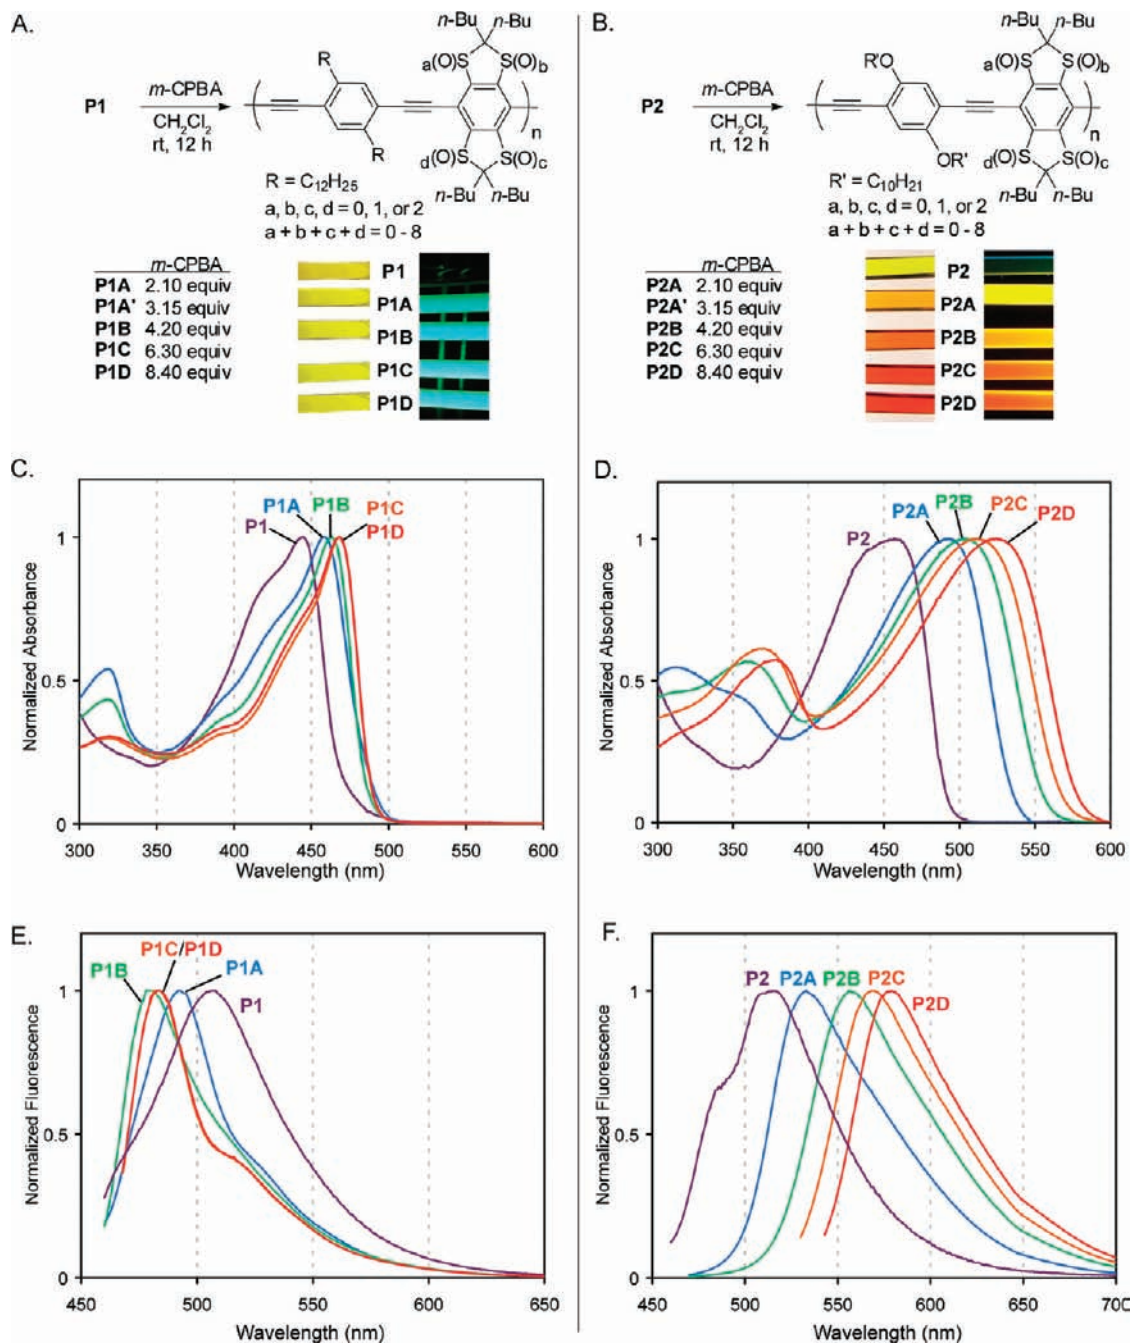 A.
P1
m-CPBA
CH2Cl2
rt, 12 h
n-Bu
n-Bu
a(O)
S
S
(O)b
R
R
n
d(O)
S
S
(O)c
n-Bu
n-Bu
R = C12H25
a, b, c, d = 0, 1, or 2
a + b + c + d = 0 - 8
m-CPBA
P1A 2.10 equiv
P1A' 3.15 equiv
P1B 4.20 equiv
P1C 6.30 equiv
P1D 8.40 equiv
P1
P1A
P1B
P1C
P1D
B.
P2
m-CPBA
CH2Cl2
rt, 12 h
n-Bu
n-Bu
a(O)
S
S
(O)b
R'O
OR'
n
d(O)
S
S
(O)c
n-Bu
n-Bu
R' = C10H21
a, b, c, d = 0, 1, or 2
a + b + c + d = 0 - 8
m-CPBA
P2A 2.10 equiv
P2A' 3.15 equiv
P2B 4.20 equiv
P2C 6.30 equiv
P2D 8.40 equiv
P2
P2A
P2B
P2C
P2D
C.
Normalized Absorbance
1
0.5
0
P1
P1A
P1B
P1C
P1D
300 350 400 450 500 550 600
Wavelength (nm)
D.
Normalized Absorbance
1
0.5
0
P2
P2A
P2B
P2C
P2D
300 350 400 450 500 550 600
Wavelength (nm)
E.
Normalized Fluorescence
1
0.5
0
P1C/P1D
P1B
P1A
P1
450 500 550 600 650
Wavelength (nm)
F.
Normalized Fluorescence
1
0.5
0
P2 P2A P2B P2C
P2D
450 500 550 600 650 700
Wavelength (nm)